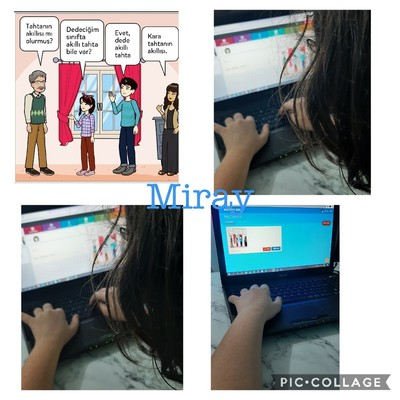 Tahtanın
akıllısı mı
olurmuş?
Dedeciğim
sınıfta
akıllı tahta
bile var?
Evet,
dede
akıllı
tahta
Kara
tahtanın
akıllısı.
Miray
PIC•COLLAGE